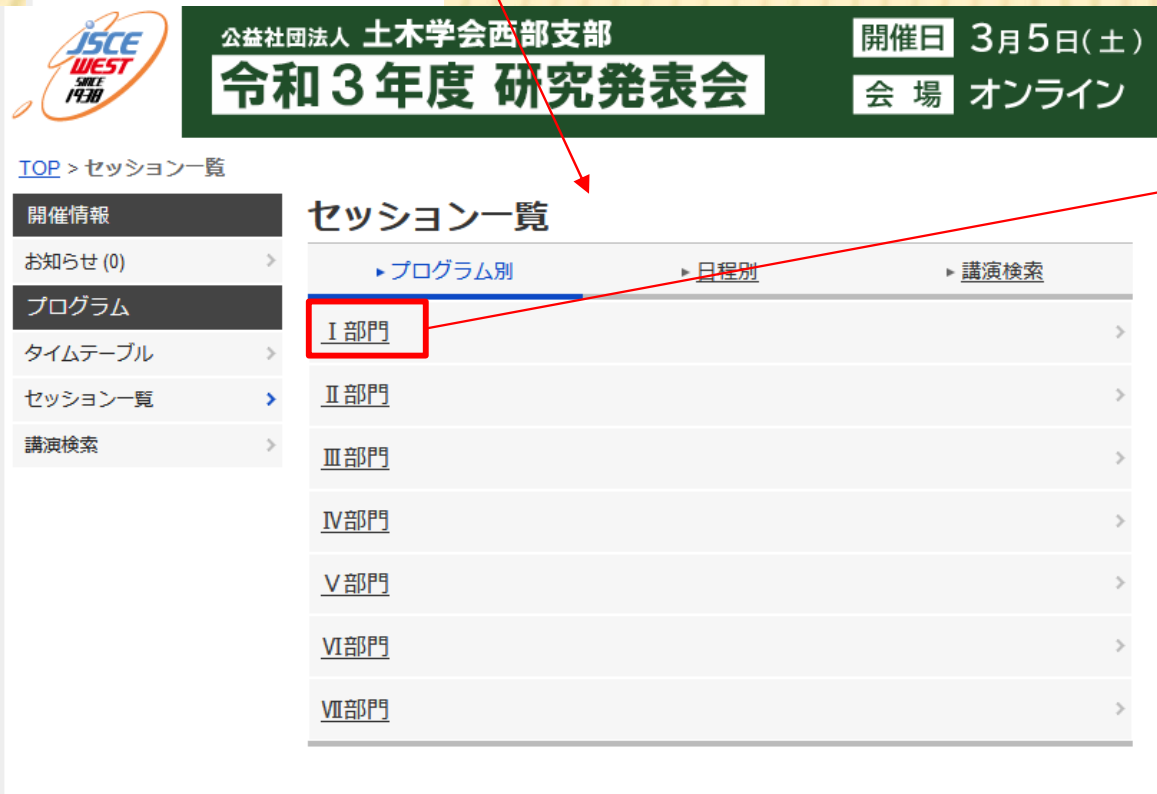 JSCE
WEST
SINCE
1938
公益社団法人 土木学会西部支部
令和3年度 研究発表会
開催日 3月5日(土)
会 場 オンライン
TOP > セッション一覧
開催情報
お知らせ (0)
プログラム
タイムテーブル
セッション一覧
講演検索
セッション一覧
プログラム別 日程別 講演検索
Ⅰ部門
Ⅱ部門
Ⅲ部門
Ⅳ部門
Ⅴ部門
Ⅵ部門
Ⅶ部門